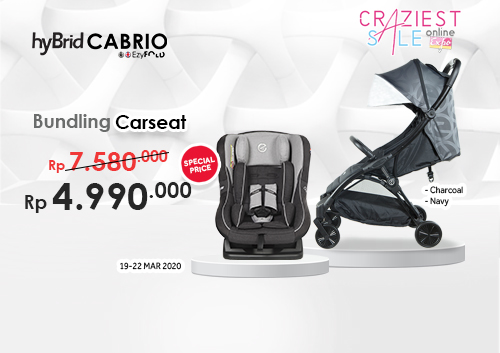 hyBrid CABRIO
EzyFOLD
CRAZIEST
SALE online
Expo
Bundling Carseat
Rp 7.580.000
SPECIAL
PRICE
Rp 4.990.000
- Charcoal
- Navy
19-22 MAR 2020